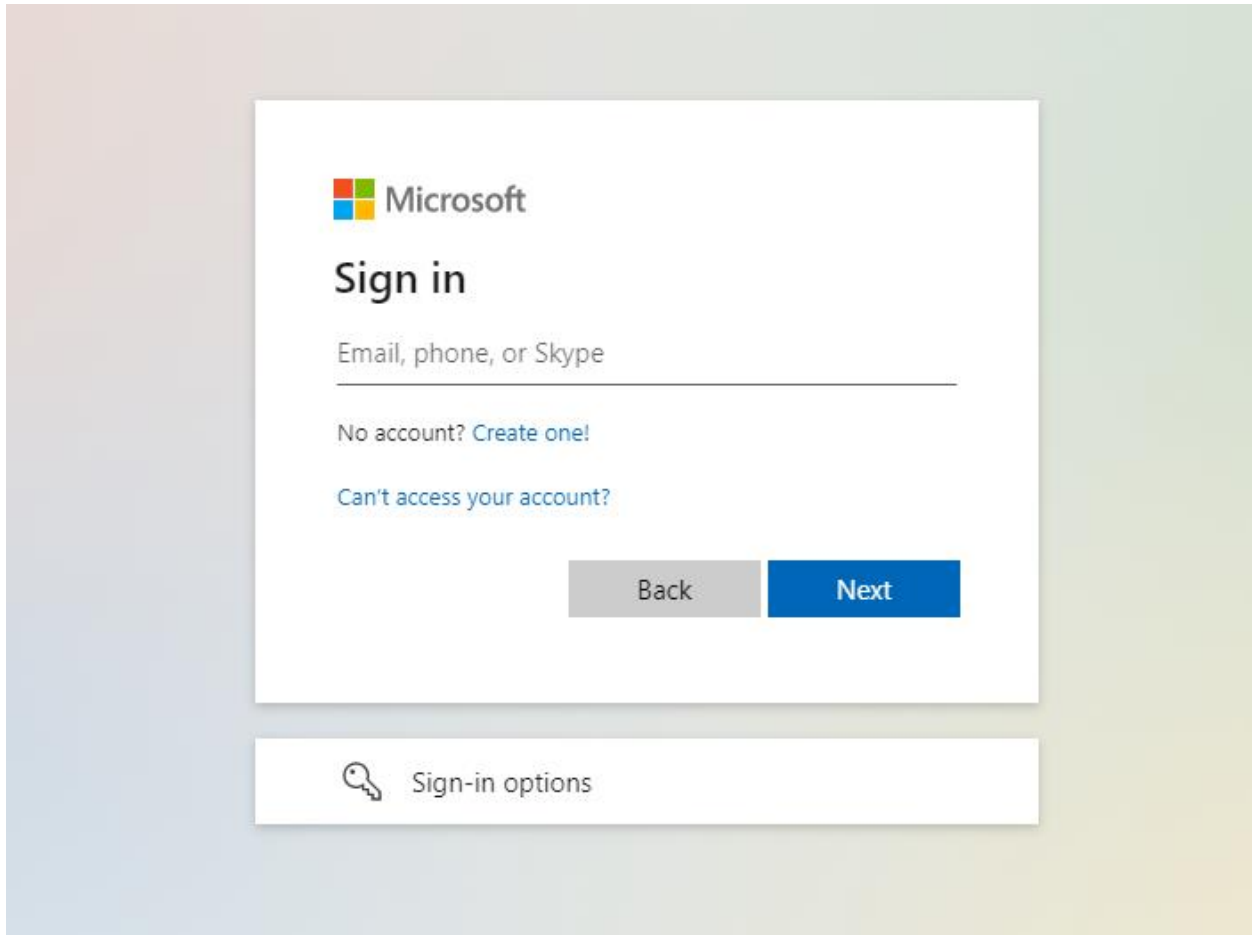 Microsoft
Sign in
Email, phone, or Skype
No account? Create one!
Can't access your account?
Back Next
Sign-in options